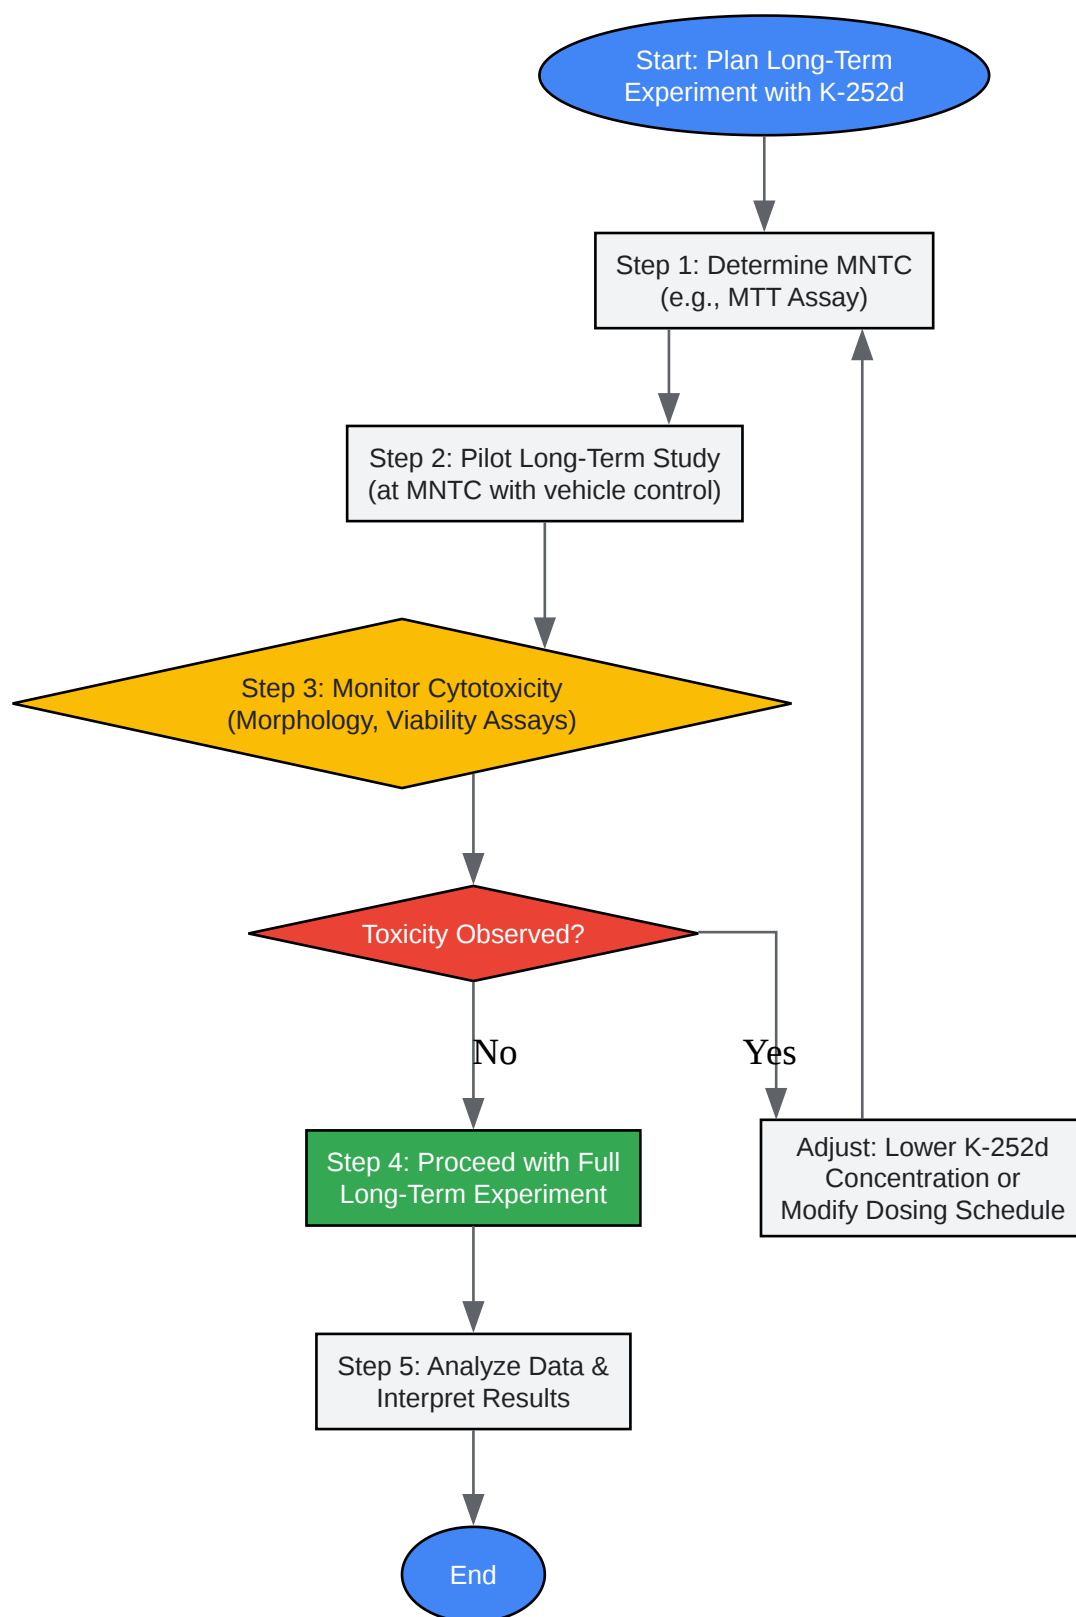 Start: Plan Long-Term
Experiment with K-252d
Step 1: Determine MNTC
(e.g., MTT Assay)
Step 2: Pilot Long-Term Study
(at MNTC with vehicle control)
Step 3: Monitor Cytotoxicity
(Morphology, Viability Assays)
Toxicity Observed?
No
Yes
Step 4: Proceed with Full
Long-Term Experiment
Adjust: Lower K-252d
Concentration or
Modify Dosing Schedule
Step 5: Analyze Data &
Interpret Results
End